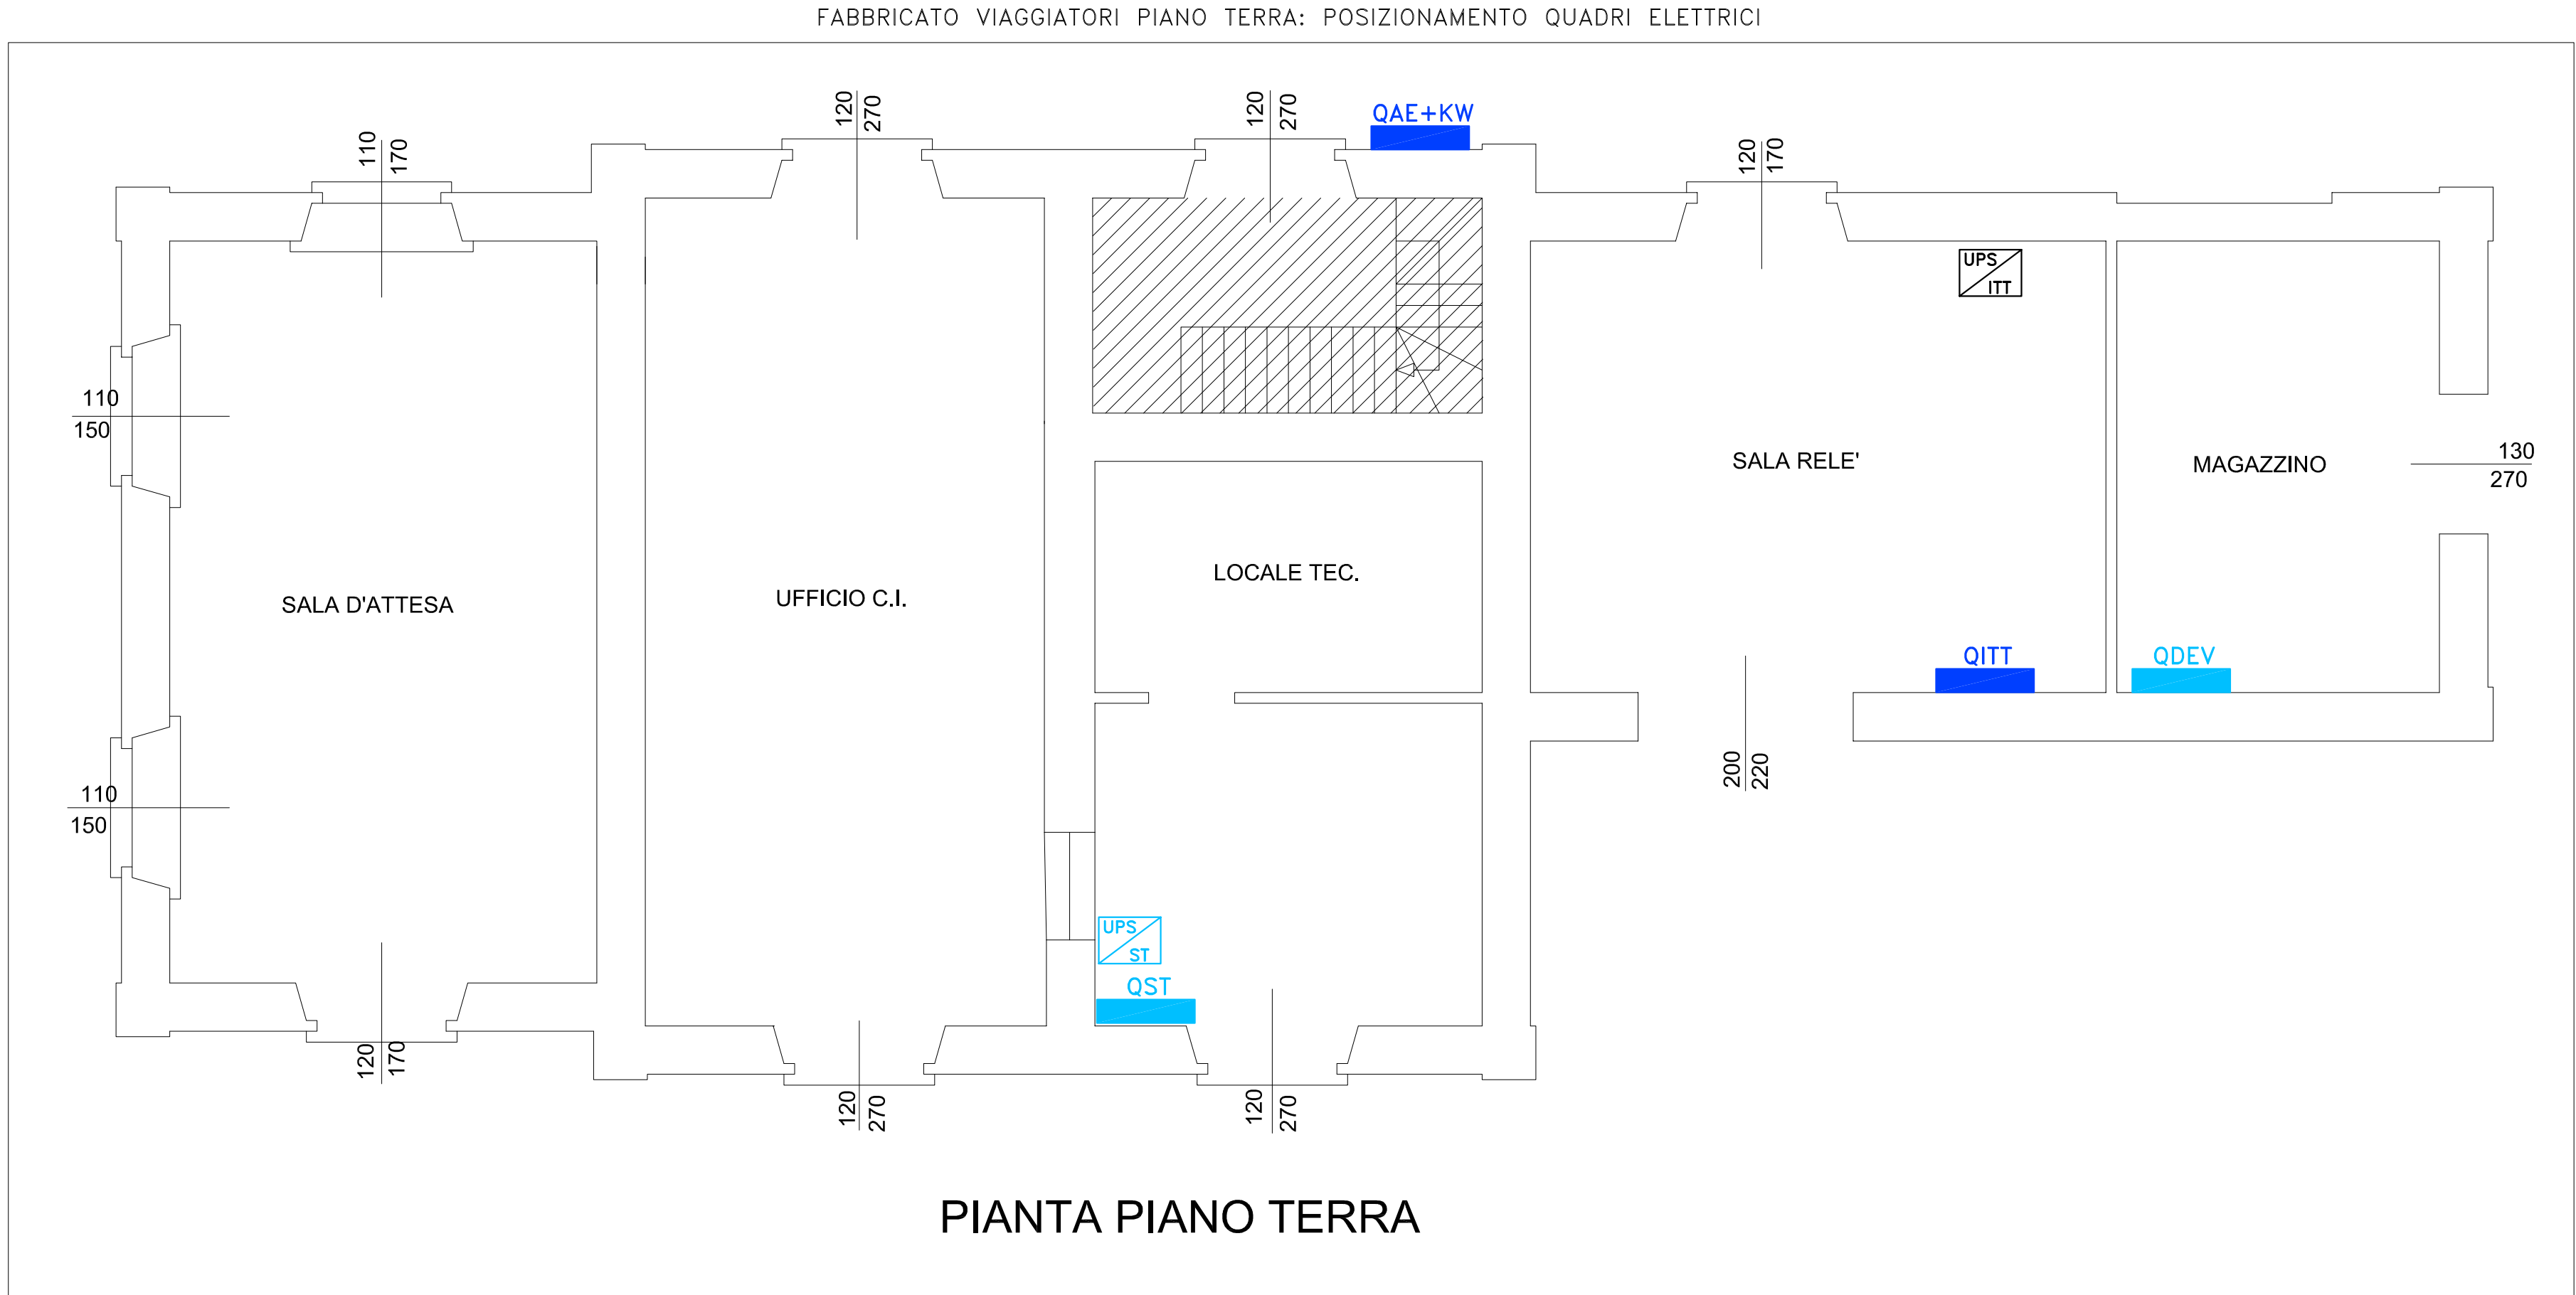 FABBRICATO VIAGGIATORI PIANO TERRA: POSIZIONAMENTO QUADRI ELETTRICI
120
270
120
270
QAE+KW
110
170
120
170
UPS
ITT
110
150
130
270
SALA RELE'
MAGAZZINO
LOCALE TEC.
SALA D'ATTESA
UFFICIO C.I.
QITT
QDEV
200
220
110
150
UPS
ST
QST
120
170
120
270
120
270
PIANTA PIANO TERRA